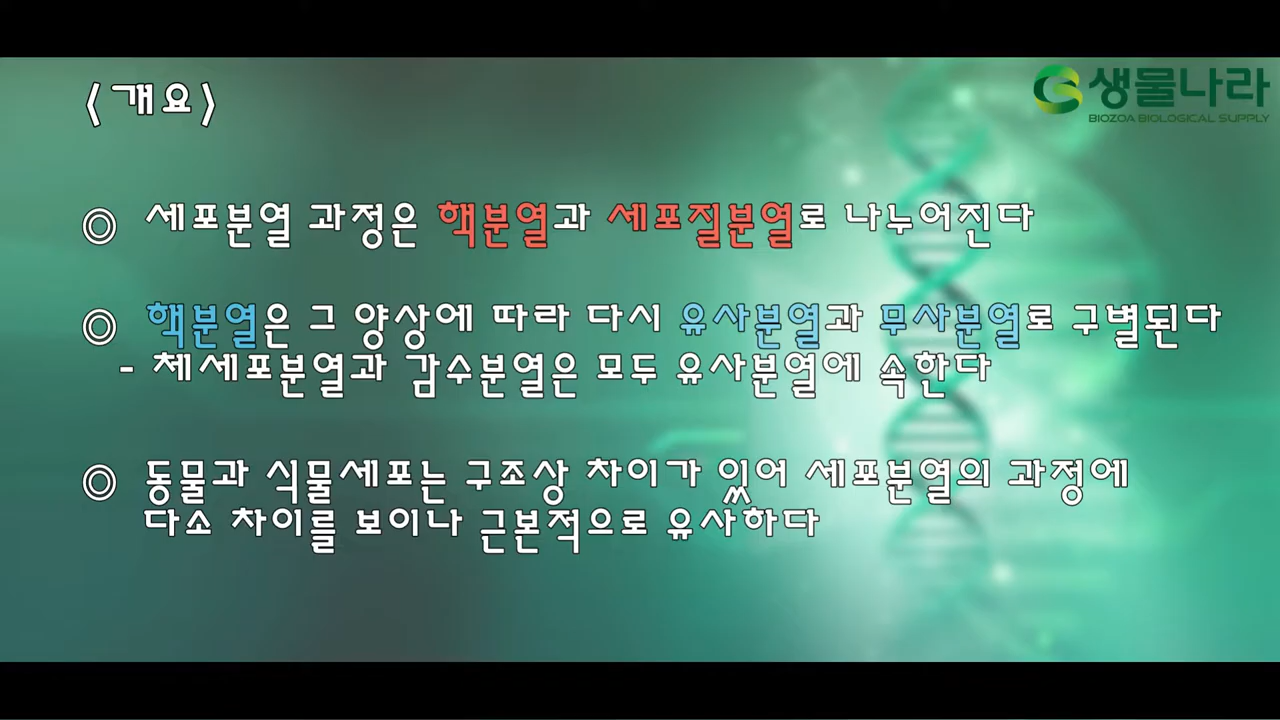 〈개요〉
생물나라
BIOZOA BIOLOGICAL SUPPLY
◎ 세포분열 과정은 핵분열과 세포질분열로 나누어진다
◎ 핵분열은 그 양상에 따라 다시 유사분열과 무사분열로 구별된다
- 체세포분열과 감수분열은 모두 유사분열에 속한다
◎ 동물과 식물세포는 구조상 차이가 있어 세포분열의 과정에
다소 차이를 보이나 근본적으로 유사하다